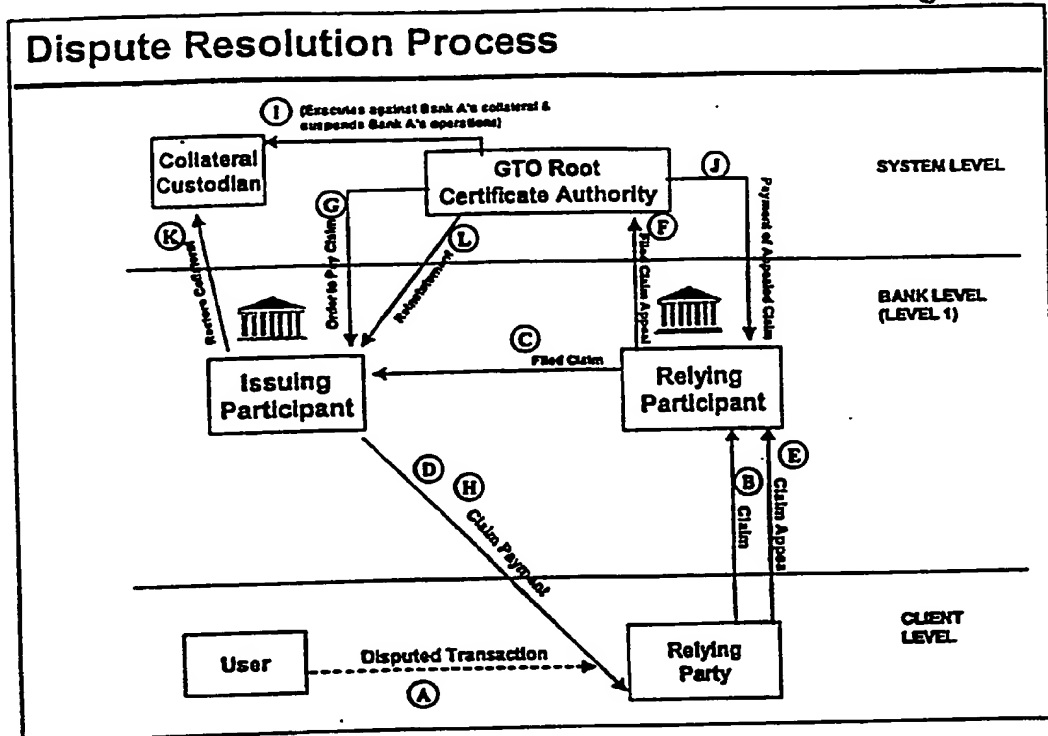 Dispute Resolution Process
I (Executes against Bank A's collateral &
suspends Bank A's operations)
Collateral
Custodian
GTO Root
Certificate Authority
SYSTEM LEVEL
G
Order to Pay Claim
L
Reinstatement
F
Filed Claim Appeal
J
Payment of Appealed Claim
K
Restore Collateral
BANK LEVEL
(LEVEL 1)
C
Filed Claim
Issuing
Participant
Relying
Participant
D
H
Claim Payment
B
Claim
E
Claim Appea
CLIENT
LEVEL
User
Disputed Transaction
A
Relying
Party